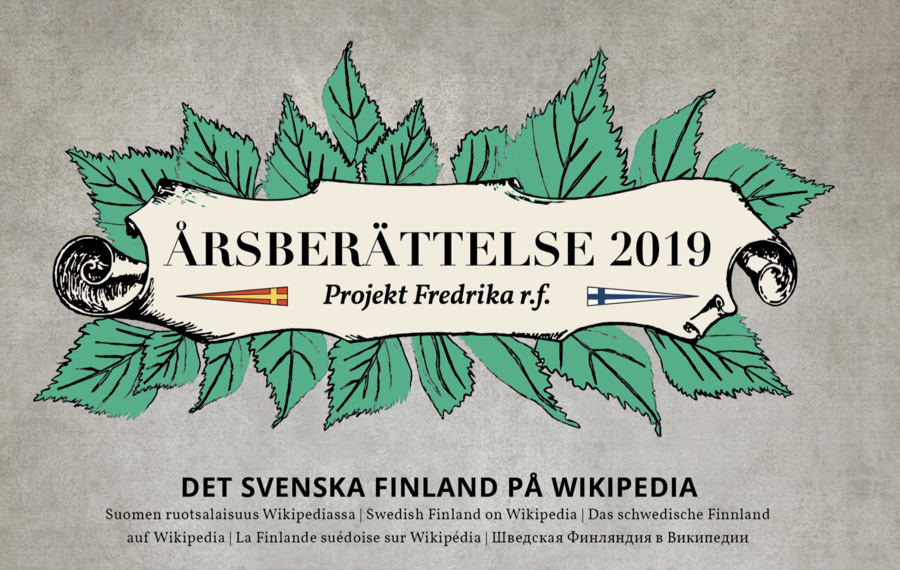 ÅRSBERÄTTELSE 2019
Projekt Fredrika r.f.
DET SVENSKA FINLAND PÅ WIKIPEDIA
Suomen ruotsalaisuus Wikipediassa | Swedish Finland on Wikipedia | Das schwedische Finnland
auf Wikipedia | La Finlande suédoise sur Wikipédia | Шведская Финляндия в Википедии